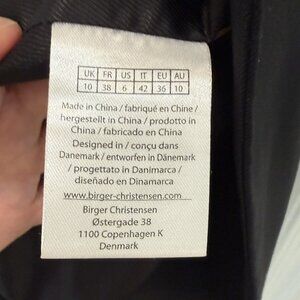 UK FR US IT EU AU
10 38 6 42 36 10
Made in China / fabriqué en Chine /
hergestellt in China / prodotto in
China / fabricado en China
Designed in / conçu dans
Danemark / entworfen in Dänemark
/ progettato in Danimarca /
diseñado en Dinamarca
www.birger-christensen.com
Birger Christensen
Østergade 38
1100 Copenhagen K
Denmark